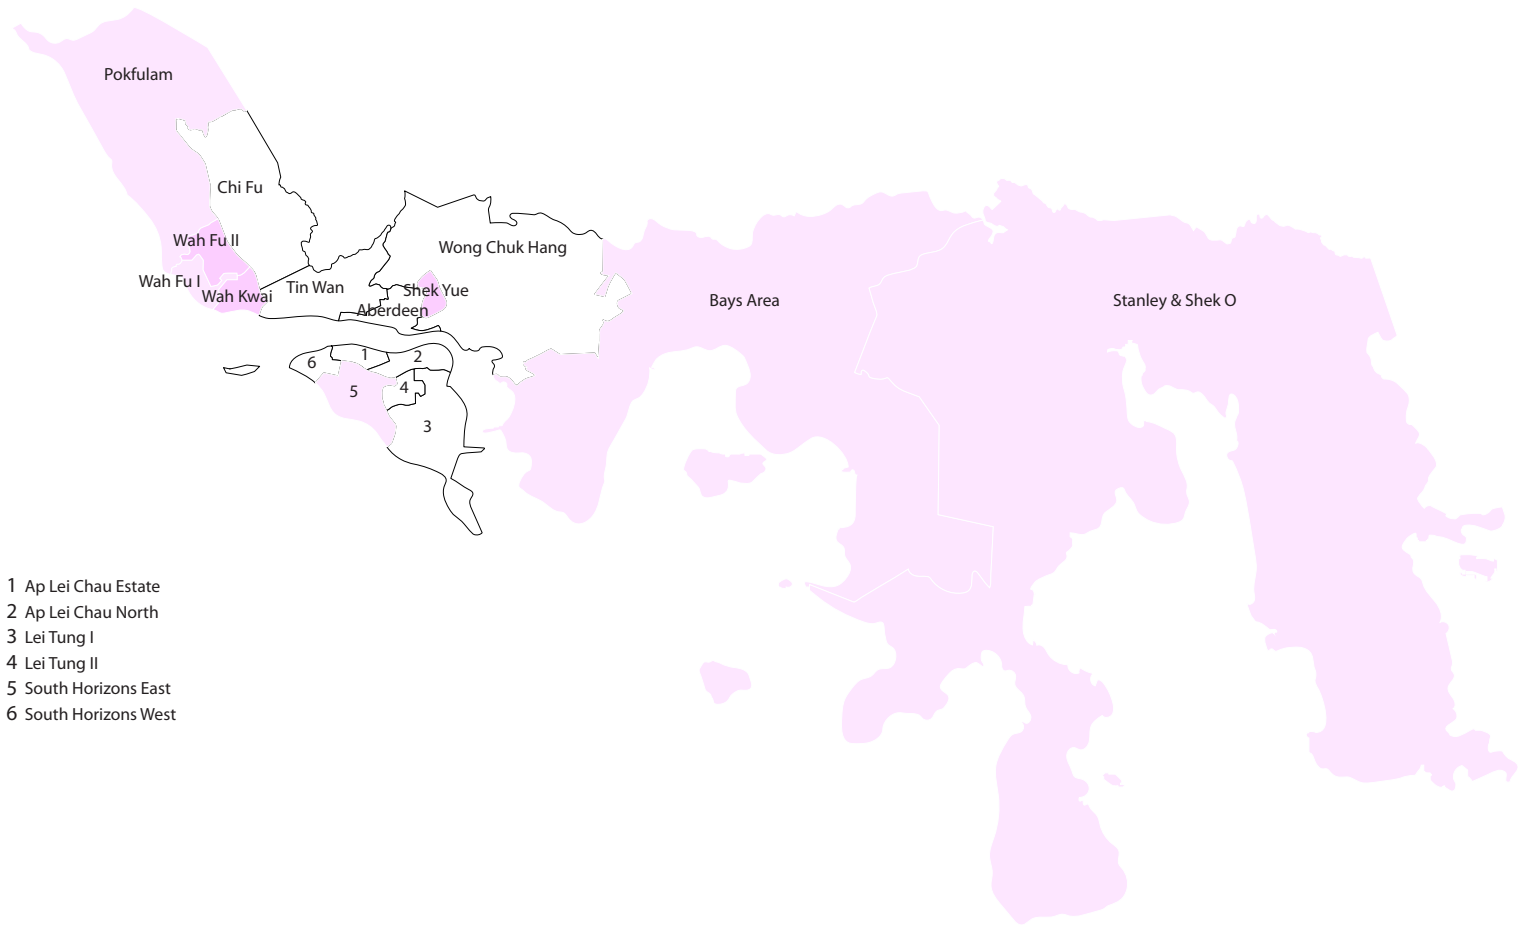 Pokfulam
Chi Fu
Wah Fu II
Wong Chuk Hang
Wah Fu I
Wah Kwai
Tin Wan
Shek Yue
Aberdeen
Bays Area
Stanley & Shek O
6
1
2
5
4
3
1 Ap Lei Chau Estate
2 Ap Lei Chau North
3 Lei Tung I
4 Lei Tung II
5 South Horizons East
6 South Horizons West